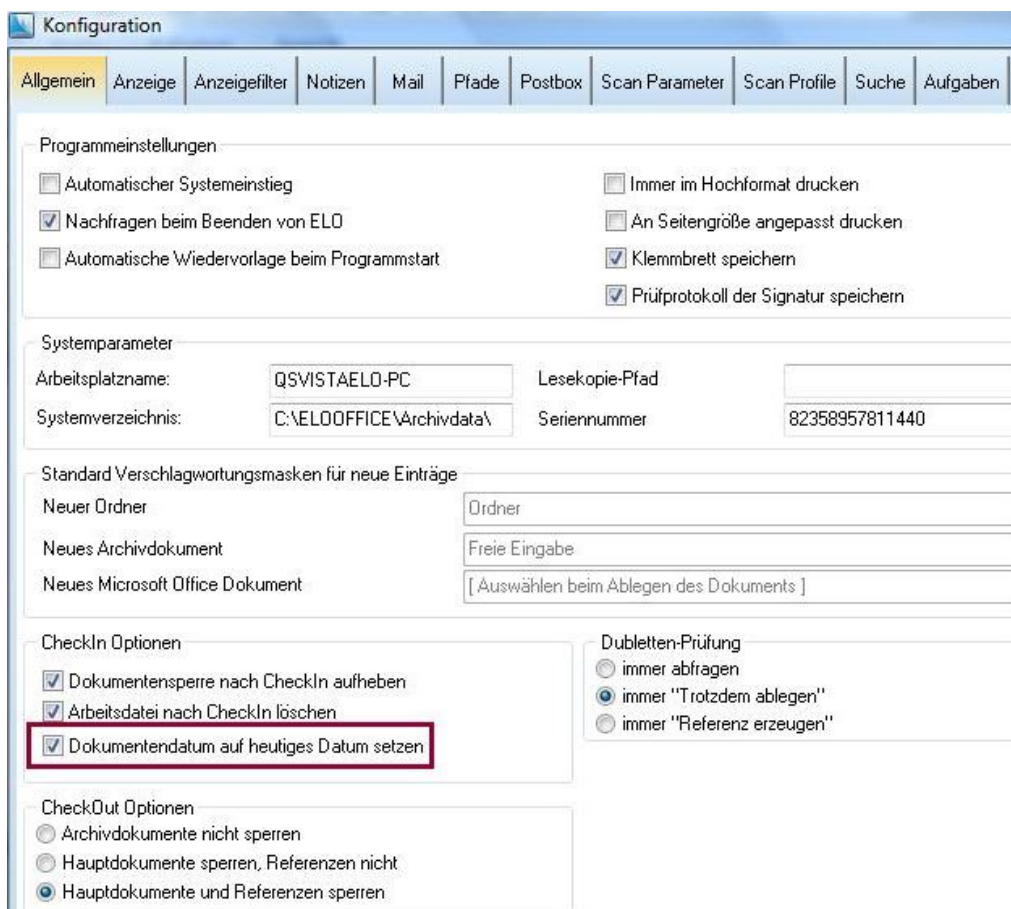 Konfiguration
Allgemein Anzeige Anzeigefilter Notizen Mail Pfade Postbox Scan Parameter Scan Profile Suche Aufgaben
Programmeinstellungen
Automatischer Systemeinstieg Immer im Hochformat drucken
Nachfragen beim Beenden von ELO An Seitengröße angepasst drucken
Automatische Wiedervorlage beim Programmstart Klemmbrett speichern
Prüfprotokoll der Signatur speichern
Systemparameter
Arbeitsplatzname: QSVISTAELO-PC Lesekopie-Pfad
Systemverzeichnis: C:\ELOOFFICE\Archivdata\ Seriennummer 82358957811440
Standard Verschlagwortungsmasken für neue Einträge
Neuer Ordner Ordner
Neues Archivdokument Freie Eingabe
Neues Microsoft Office Dokument [ Auswählen beim Ablegen des Dokuments ]
CheckIn Optionen Dubletten-Prüfung
immer abfragen
Dokumentensperre nach CheckIn aufheben immer "Trotzdem ablegen"
Arbeitsdatei nach CheckIn löschen immer "Referenz erzeugen"
Dokumentendatum auf heutiges Datum setzen
CheckOut Optionen
Archivdokumente nicht sperren
Hauptdokumente sperren, Referenzen nicht
Hauptdokumente und Referenzen sperren